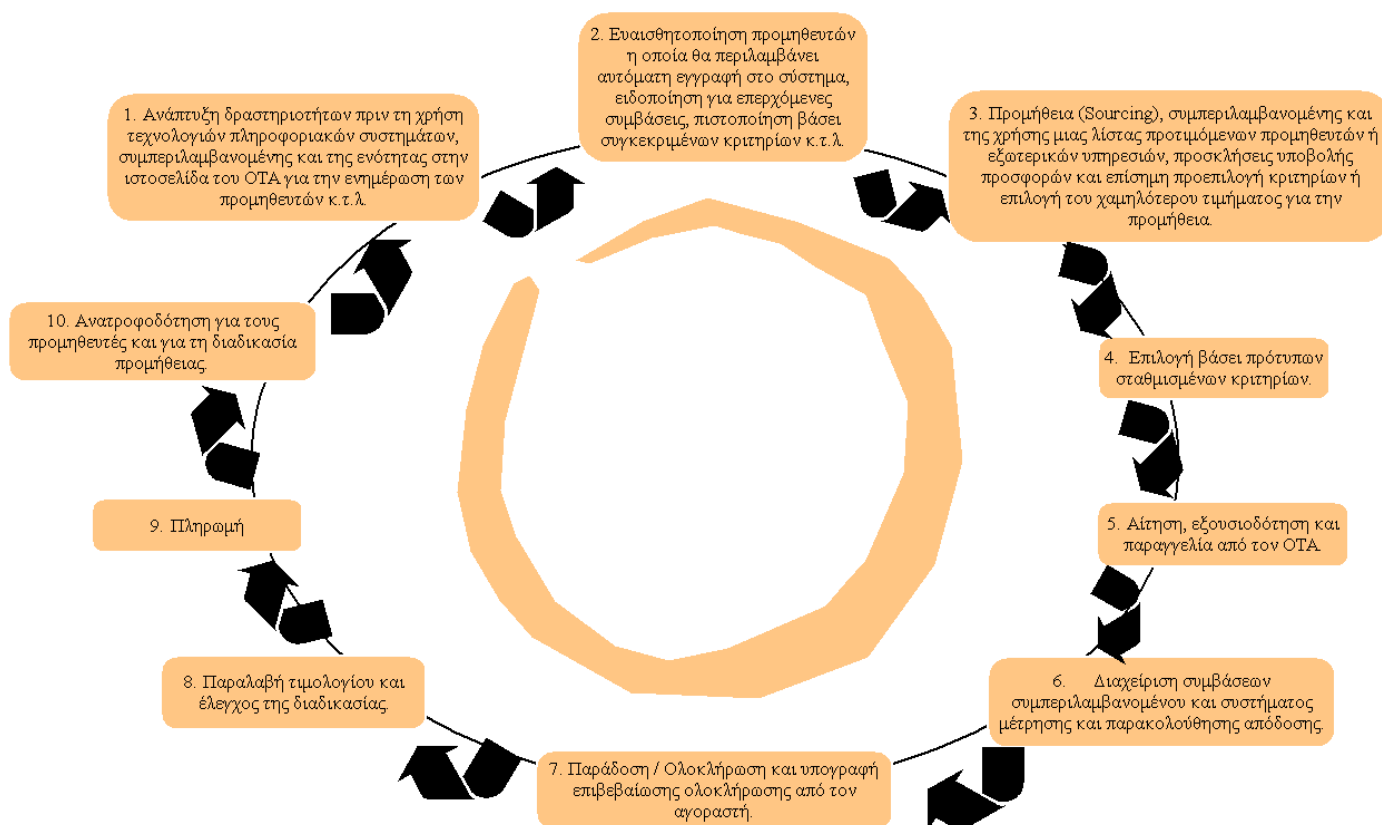 1. Ανάπτυξη δραστηριοτήτων πριν τη χρήση
τεχνολογιών πληροφοριακών συστημάτων,
συμπεριλαμβανομένης και της ενότητας στην
ιστοσελίδα του ΟΤΑ για την ενημέρωση των
προμηθευτών κ.τ.λ.
2. Ευαισθητοποίηση προμηθευτών
η οποία θα περιλαμβάνει
αυτόματη εγγραφή στο σύστημα,
ειδοποίηση για επερχόμενες
συμβάσεις, πιστοποίηση βάσει
συγκεκριμένων κριτηρίων κ.τ.λ.
3. Προμήθεια (Sourcing), συμπεριλαμβανομένης και
της χρήσης μιας λίστας προτιμόμενων προμηθευτών ή
εξωτερικών υπηρεσιών, προσκλήσεις υποβολής
προσφορών και επίσημη προεπιλογή κριτηρίων ή
επιλογή του χαμηλότερου τιμήματος για την
προμήθεια.
4. Επιλογή βάσει πρότυπων
σταθμισμένων κριτηρίων.
5. Αίτηση, εξουσιοδότηση και
παραγγελία από τον ΟΤΑ.
6. Διαχείριση συμβάσεων
συμπεριλαμβανομένου και συστήματος
μέτρησης και παρακολούθησης απόδοσης.
7. Παράδοση / Ολοκλήρωση και υπογραφή
επιβεβαίωσης ολοκλήρωσης από τον
αγοραστή.
8. Παραλαβή τιμολογίου και
έλεγχος της διαδικασίας.
9. Πληρωμή
10. Ανατροφοδότηση για τους
προμηθευτές και για τη διαδικασία
προμήθειας.